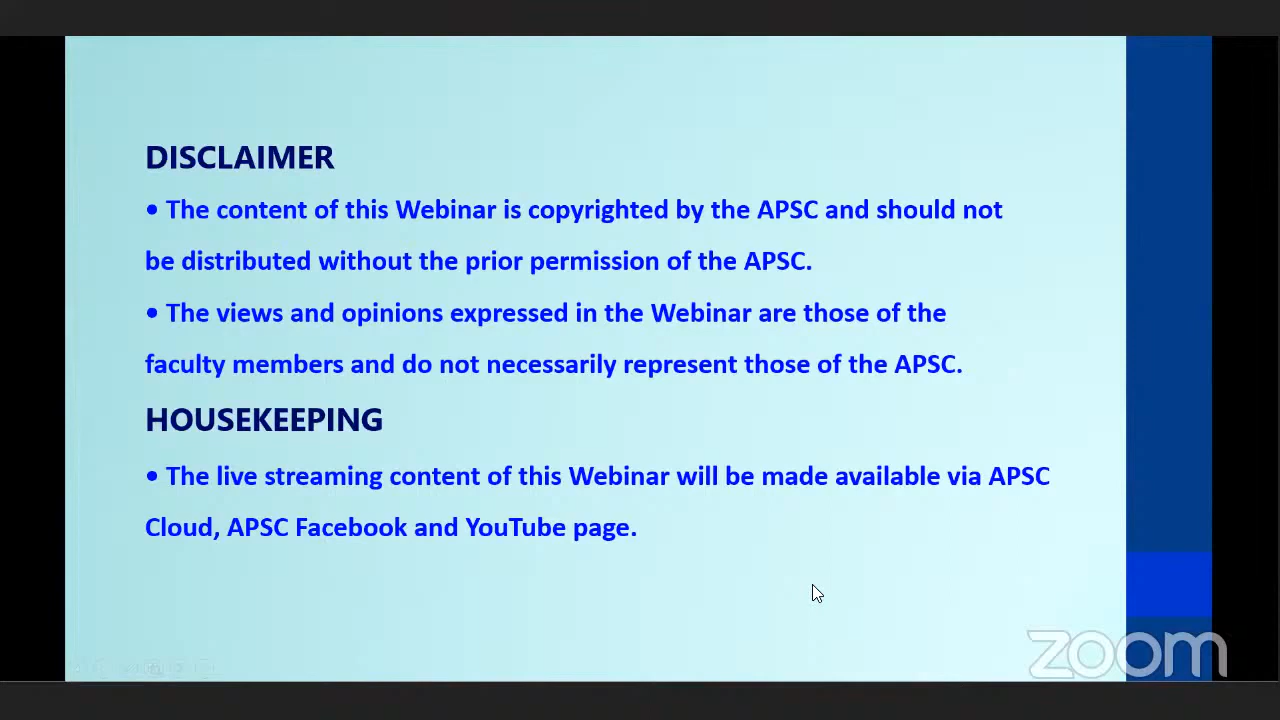 DISCLAIMER
• The content of this Webinar is copyrighted by the APSC and should not
be distributed without the prior permission of the APSC.
• The views and opinions expressed in the Webinar are those of the
faculty members and do not necessarily represent those of the APSC.
HOUSEKEEPING
• The live streaming content of this Webinar will be made available via APSC
Cloud, APSC Facebook and YouTube page.
zoom